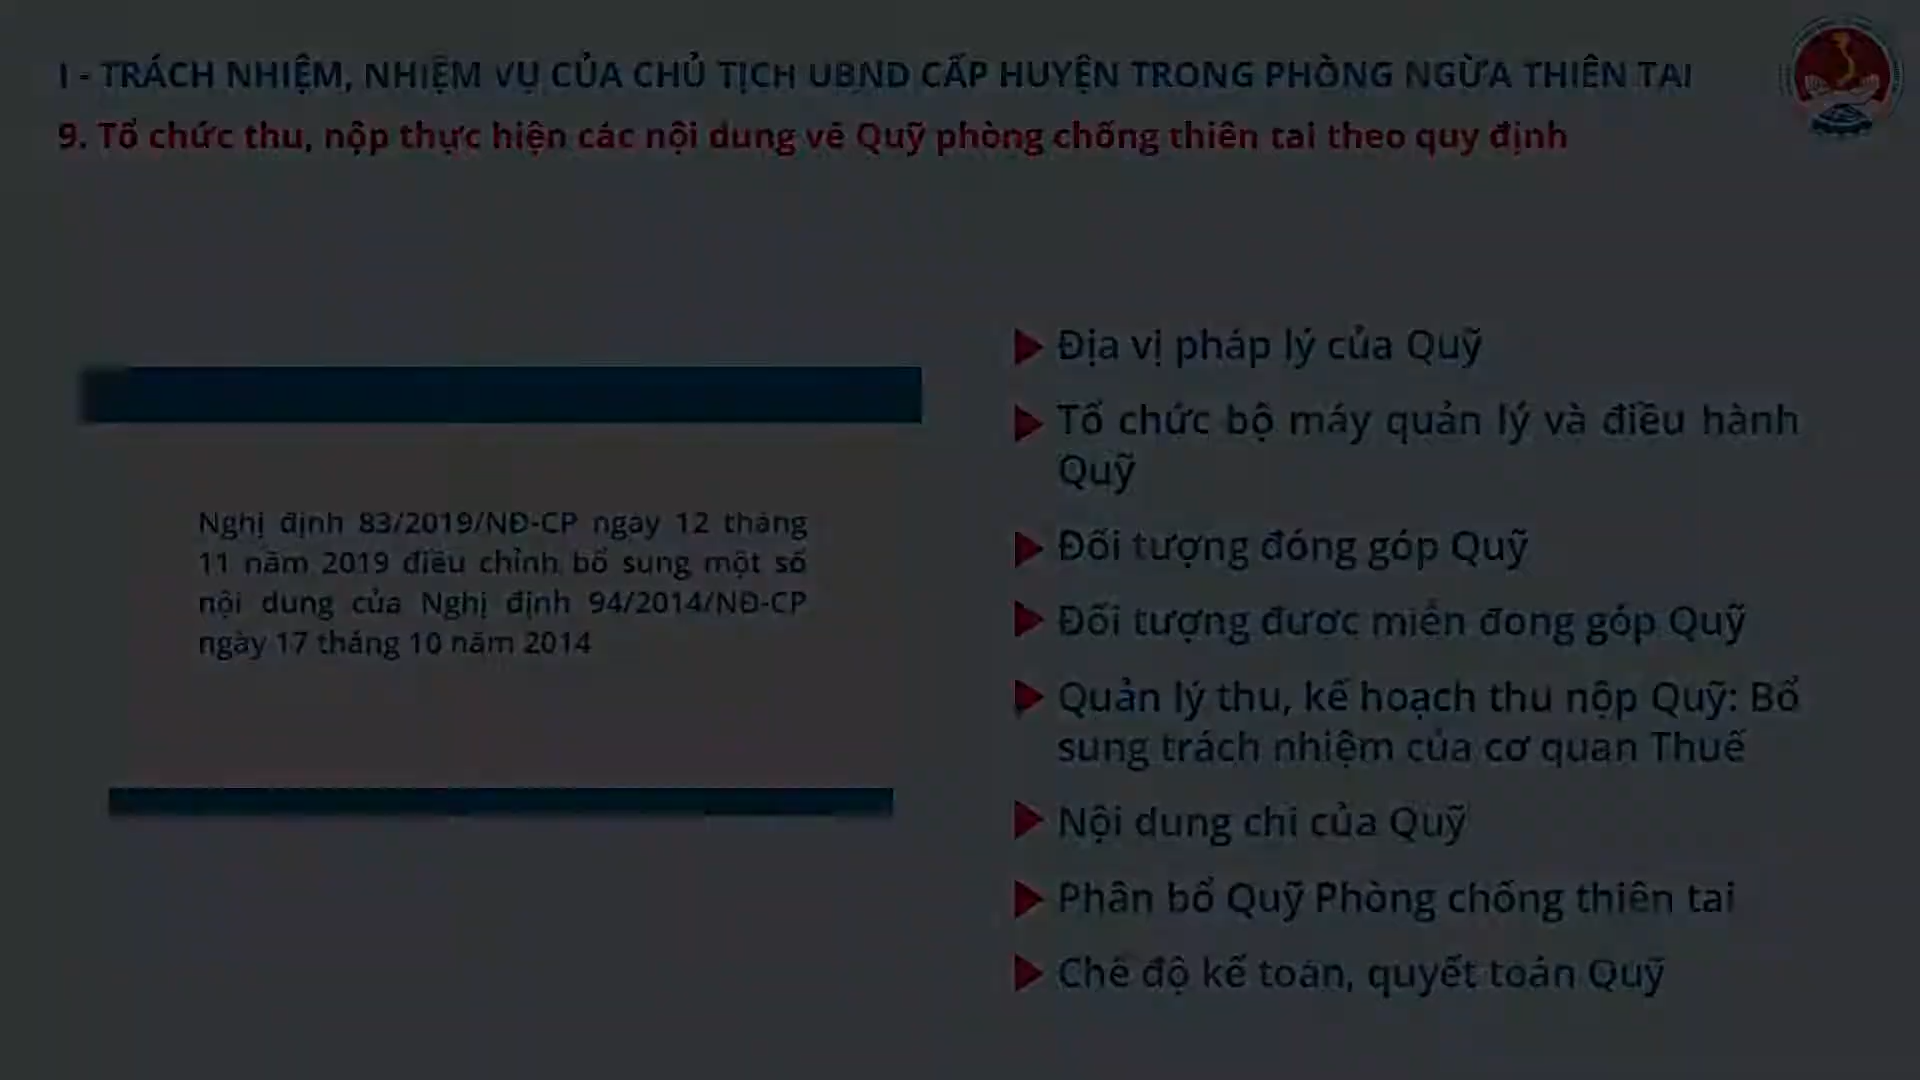 I - TRÁCH NHIỆM, NHIỆM VỤ CỦA CHỦ TỊCH UBND CẤP HUYỆN TRONG PHÒNG NGỪA THIÊN TAI
9. Tổ chức thu, nộp thực hiện các nội dung về Quỹ phòng chống thiên tai theo quy định
Nghị định 83/2019/NĐ-CP ngày 12 tháng
11 năm 2019 điều chỉnh bổ sung một số
nội dung của Nghị định 94/2014/NĐ-CP
ngày 17 tháng 10 năm 2014
Địa vị pháp lý của Quỹ
Tổ chức bộ máy quản lý và điều hành
Quỹ
Đối tượng đóng góp Quỹ
Đối tượng được miễn đóng góp Quỹ
Quản lý thu, kế hoạch thu nộp Quỹ: Bổ
sung trách nhiệm của cơ quan Thuế
Nội dung chi của Quỹ
Phân bổ Quỹ Phòng chống thiên tai
Chế độ kế toán, quyết toán Quỹ